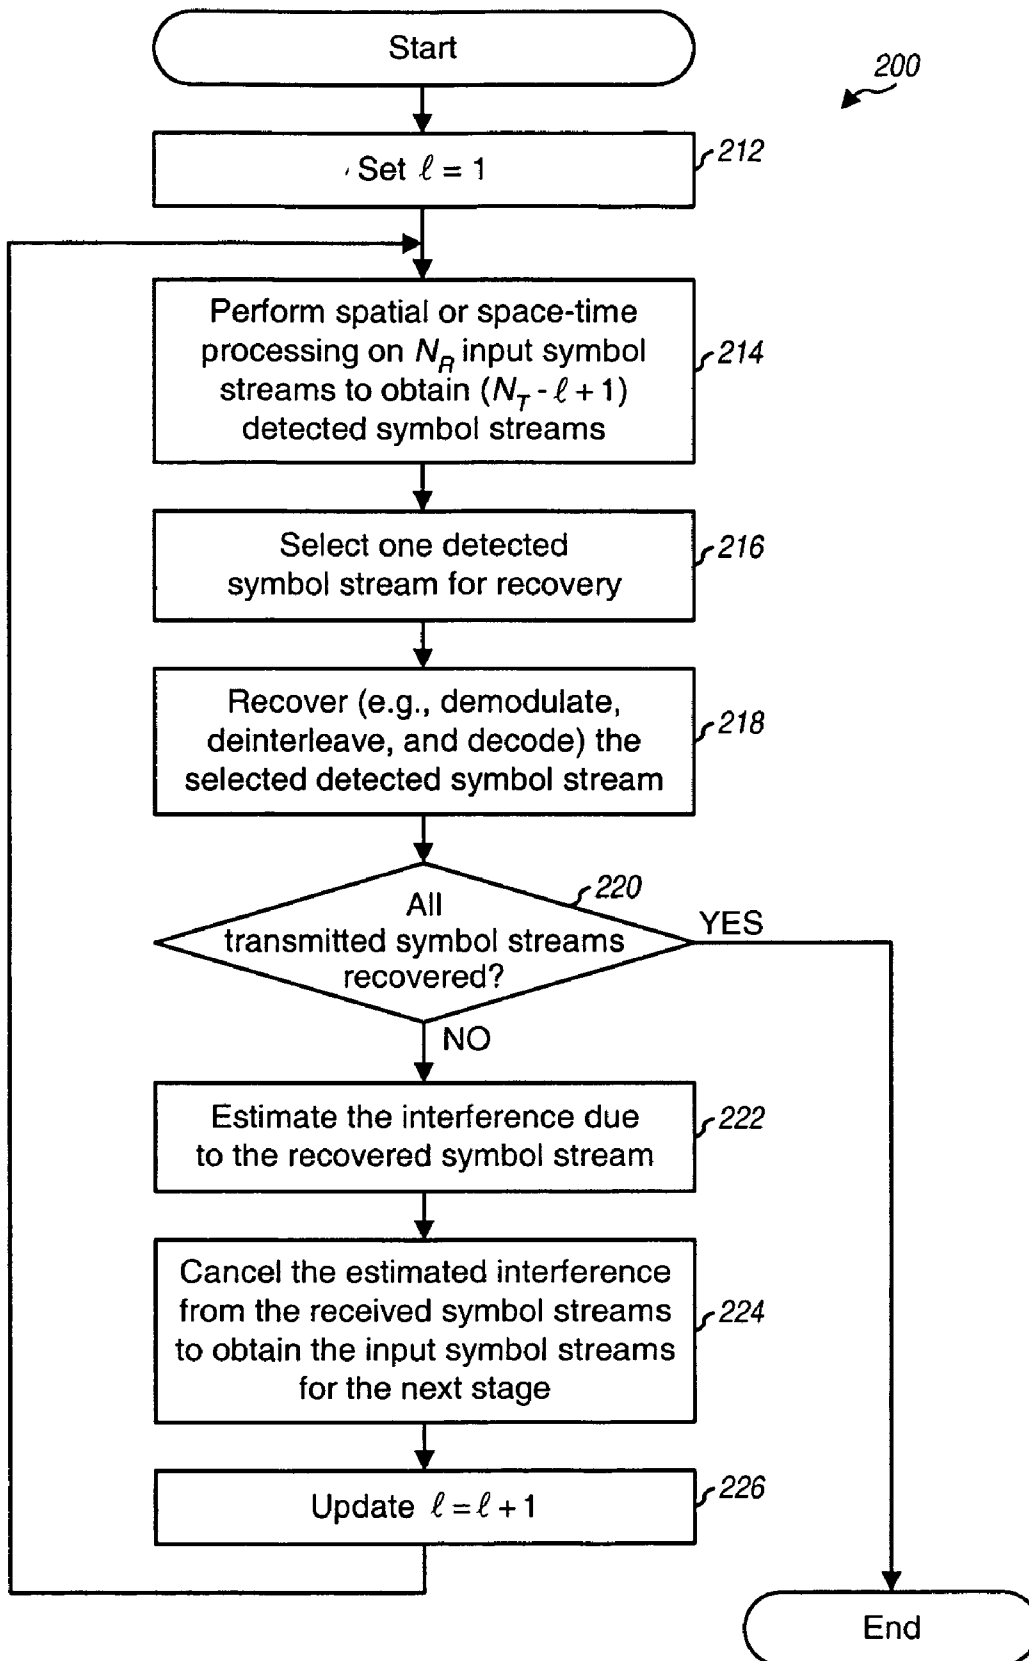 Start
200
Set ℓ = 1
212
Perform spatial or space-time
processing on N_R input symbol
streams to obtain (N_T - ℓ + 1)
detected symbol streams
214
Select one detected
symbol stream for recovery
216
Recover (e.g., demodulate,
deinterleave, and decode) the
selected detected symbol stream
218
All
transmitted symbol streams
recovered?
220
YES
NO
Estimate the interference due
to the recovered symbol stream
222
Cancel the estimated interference
from the received symbol streams
to obtain the input symbol streams
for the next stage
224
Update ℓ = ℓ + 1
226
End